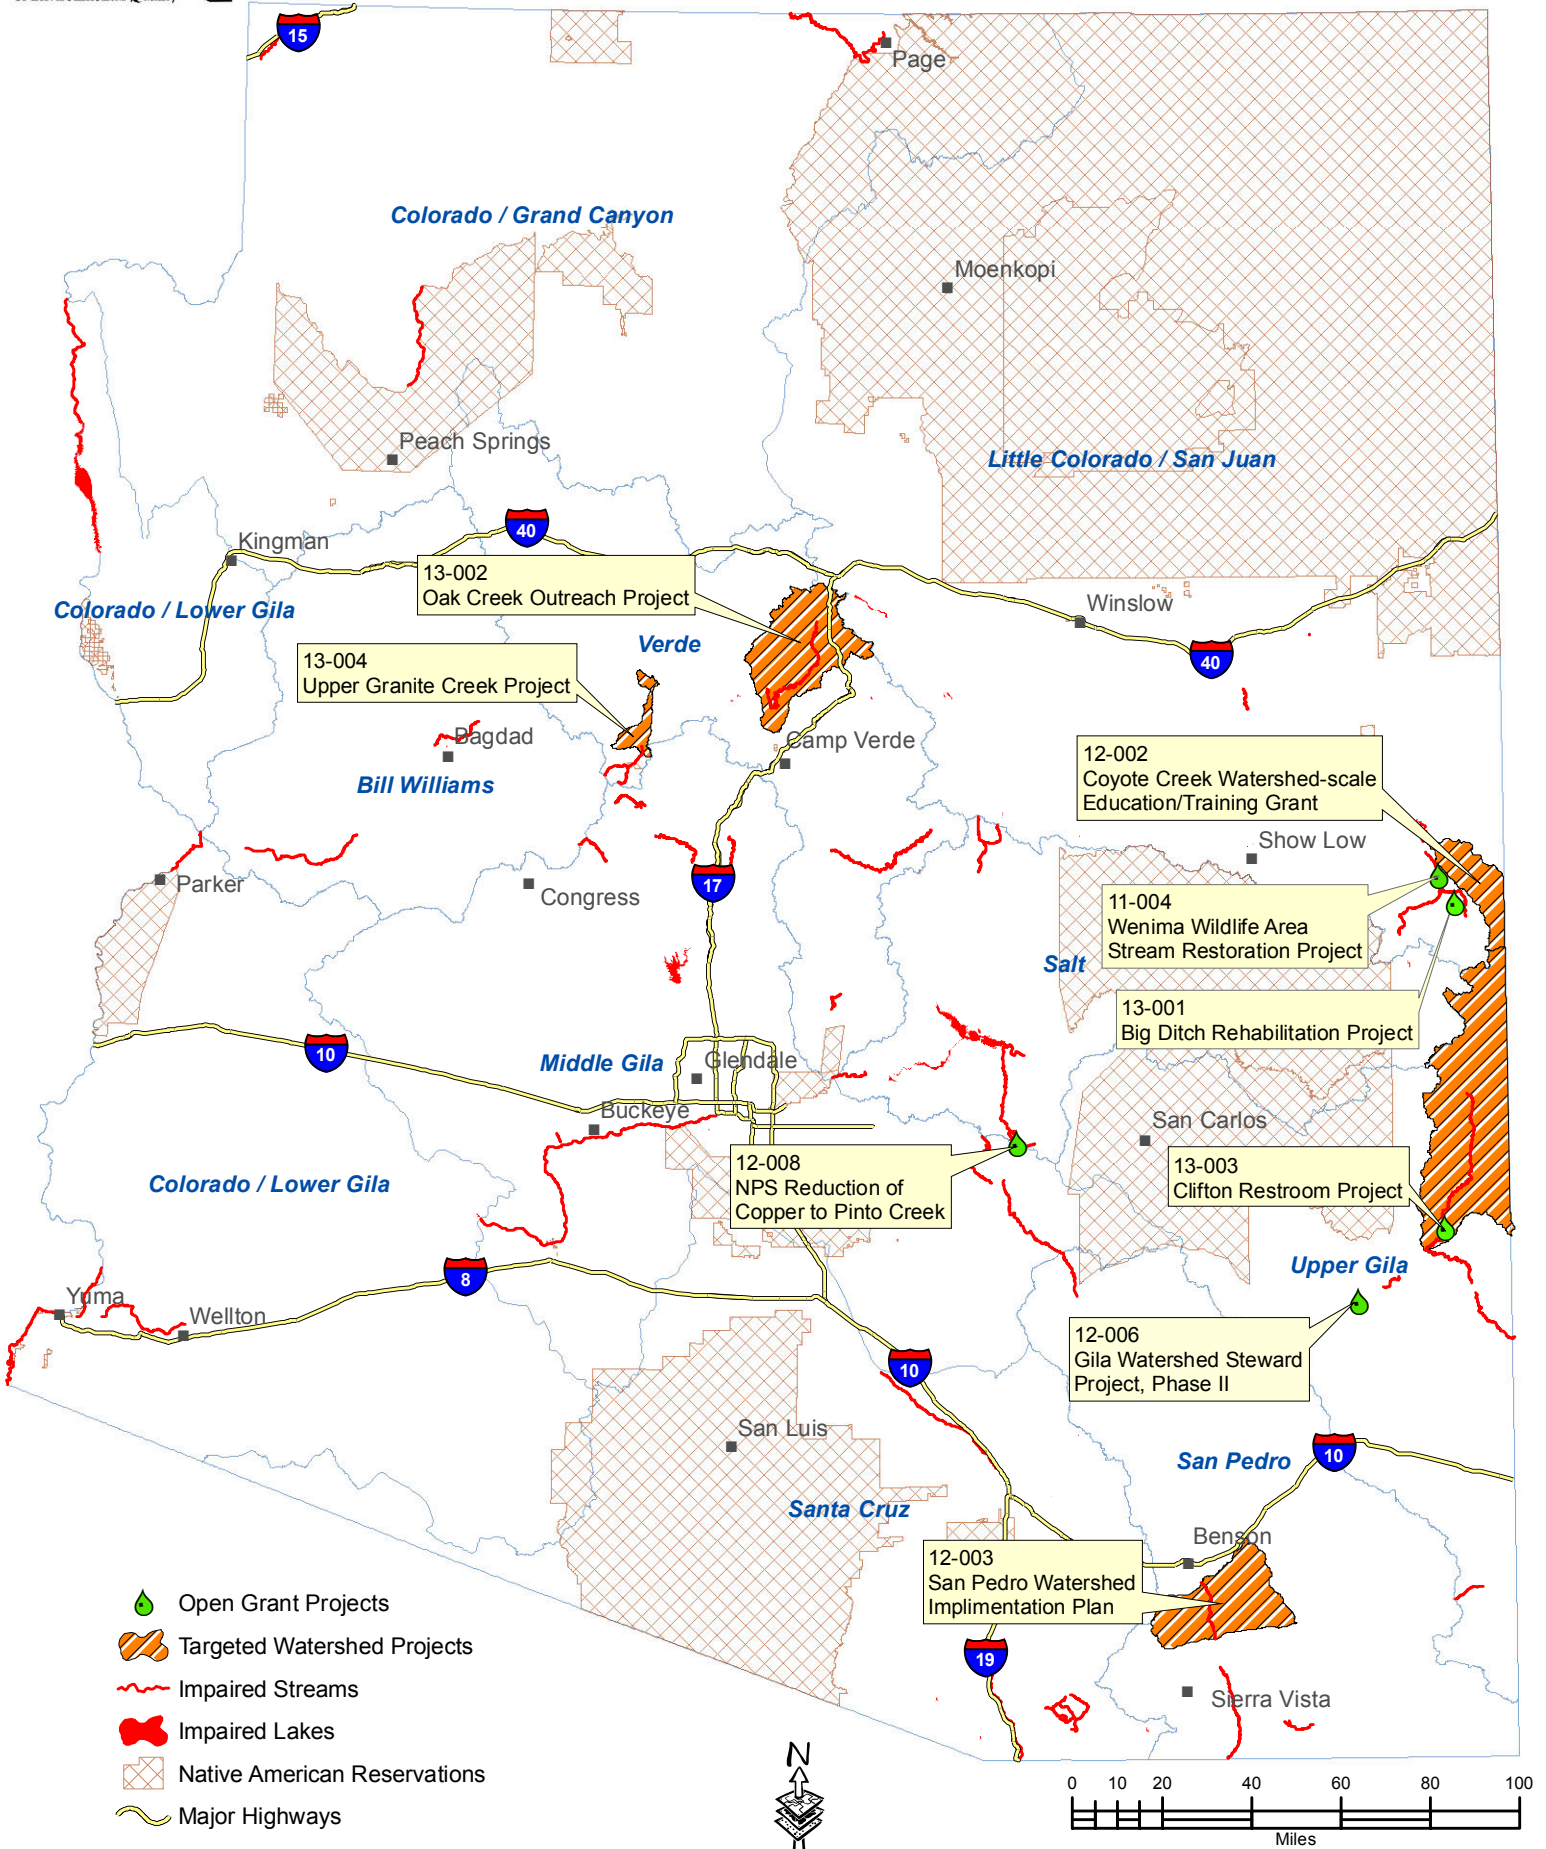 15
Page
Colorado / Grand Canyon
Moenkopi
Peach Springs
Little Colorado / San Juan
40
Kingman
13-002
Oak Creek Outreach Project
Colorado / Lower Gila
Winslow
Verde
40
13-004
Upper Granite Creek Project
Bagdad
Camp Verde
12-002
Coyote Creek Watershed-scale
Education/Training Grant
Bill Williams
Show Low
Parker
17
Congress
11-004
Wenima Wildlife Area
Stream Restoration Project
Salt
13-001
Big Ditch Rehabilitation Project
10
Middle Gila
Glendale
Buckeye
San Carlos
12-008
NPS Reduction of
Copper to Pinto Creek
13-003
Clifton Restroom Project
Colorado / Lower Gila
Upper Gila
8
Yuma
Wellton
12-006
Gila Watershed Steward
Project, Phase II
10
San Luis
10
San Pedro
Santa Cruz
Benson
12-003
San Pedro Watershed
Implimentation Plan
19
Sierra Vista
Open Grant Projects
Targeted Watershed Projects
Impaired Streams
Impaired Lakes
Native American Reservations
Major Highways
N
0 10 20 40 60 80 100
Miles